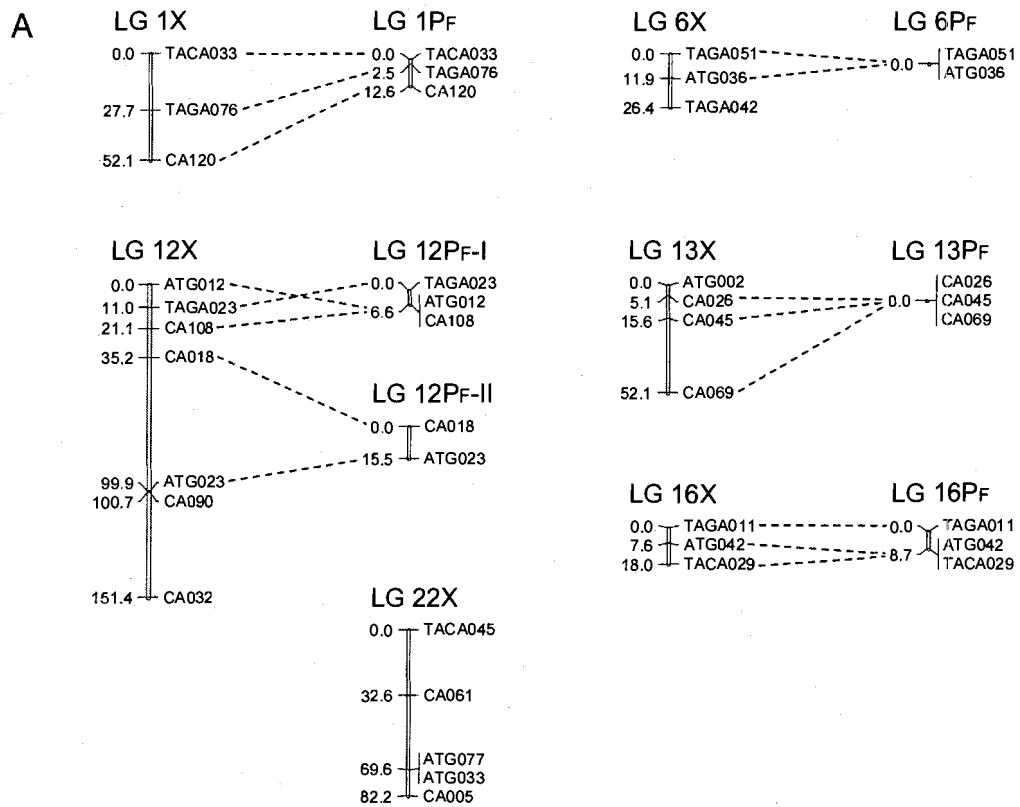 A
LG 1X
0.0 TACA033
27.7 TAGA076
52.1 CA120
LG 1PF
0.0 TACA033
2.5 TAGA076
12.6 CA120
LG 6X
0.0 TAGA051
11.9 ATG036
26.4 TAGA042
LG 6PF
0.0 TAGA051
ATG036
LG 12X
0.0 ATG012
11.0 TAGA023
21.1 CA108
35.2 CA018
99.9 ATG023
100.7 CA090
151.4 CA032
LG 12PF-I
0.0 TAGA023
6.6 ATG012
CA108
LG 12PF-II
0.0 CA018
15.5 ATG023
LG 13X
0.0 ATG002
5.1 CA026
15.6 CA045
52.1 CA069
LG 13PF
CA026
0.0 CA045
CA069
LG 16X
0.0 TAGA011
7.6 ATG042
18.0 TACA029
LG 16PF
0.0 TAGA011
8.7 ATG042
TACA029
LG 22X
0.0 TACA045
32.6 CA061
69.6 ATG077
ATG033
82.2 CA005